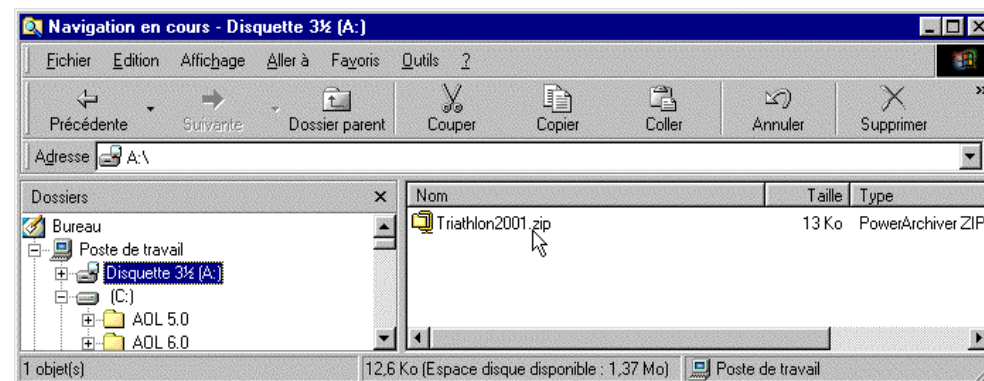 Navigation en cours - Disquette 3½ (A:)
Fichier Edition Affichage Aller à Favoris Outils ?
Précédente Suivante Dossier parent Couper Copier Coller Annuler Supprimer »
Adresse A:\
Dossiers x Nom Taille Type
Bureau Triathlon2001.zip 13 Ko PowerArchiver ZIP
Poste de travail
Disquette 3½ (A:)
(C:)
AOL 5.0
AOL 6.0
1 objet(s) 12,6 Ko (Espace disque disponible : 1,37 Mo) Poste de travail